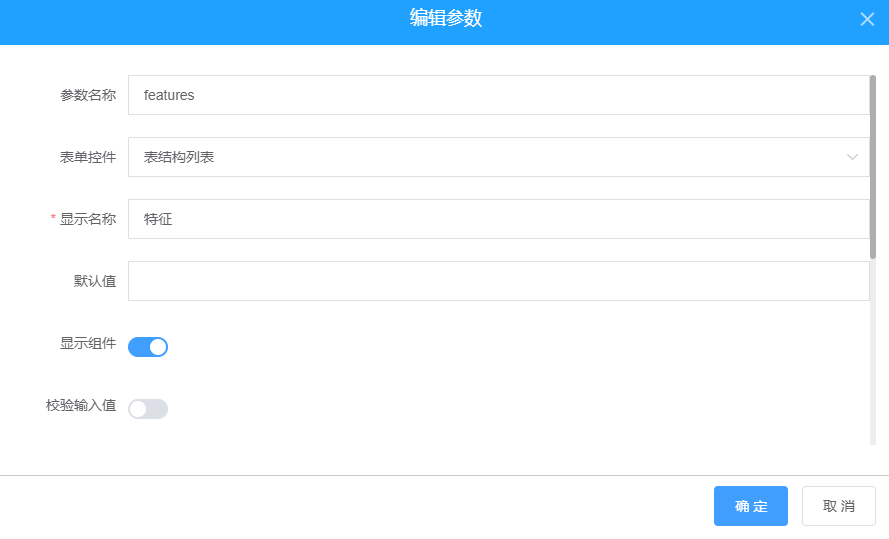 编辑参数
参数名称 features
表单控件 表结构列表
* 显示名称 特征
默认值
显示组件
校验输入值
确 定 取 消